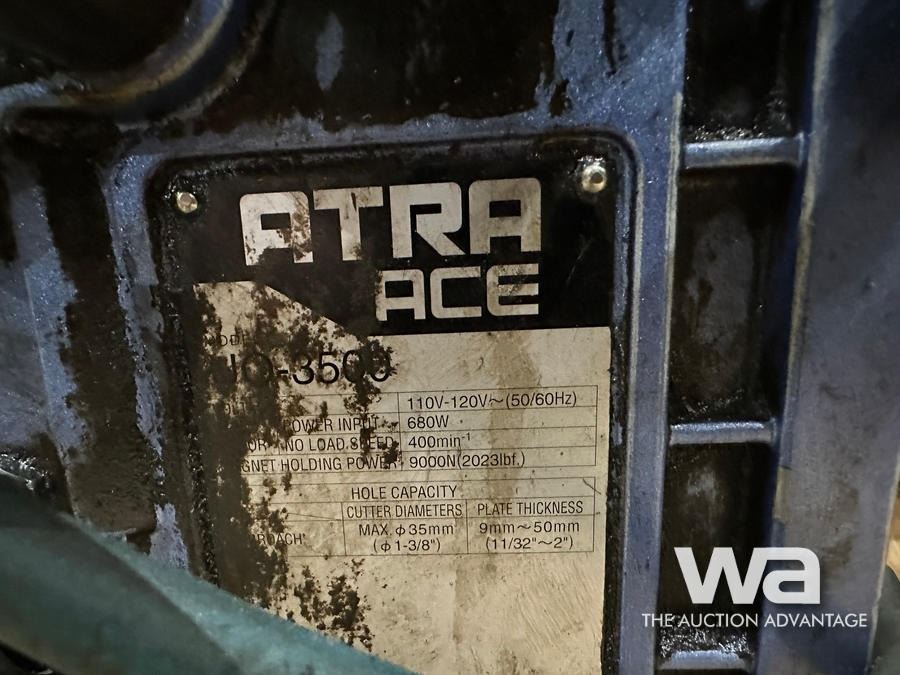 ATRA
ACE
-3500
110V-120V~(50/60Hz)
POWER INPUT 680W
NO LOAD SPEED 400min⁻¹
GNET HOLDING POWER 9000N(2023lbf.)
HOLE CAPACITY
CUTTER DIAMETERS PLATE THICKNESS
MAX. φ35mm 9mm~50mm
(φ1-3/8") (11/32"~2")
wa
THE AUCTION ADVANTAGE